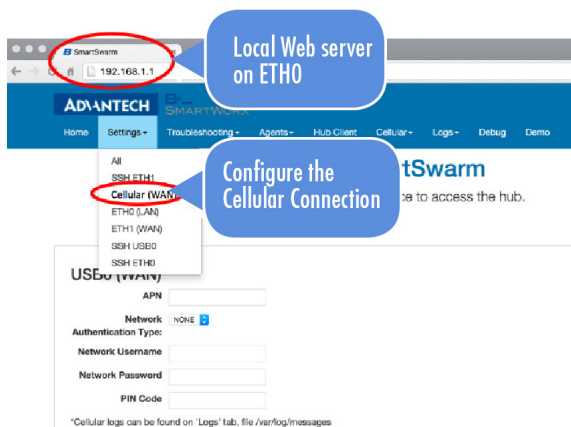 SmartSwarm
192.168.1.1
Local Web server
on ETH0
ADVANTECH
SMARTWORX
Home Settings Troubleshooting Agents Hub Client Cellular Logs Debug Demo
All
SSH ETH1
Cellular (WAN)
ETH0 (LAN)
ETH1 (WAN)
SSH USB0
SSH ETH0
Configure the
Cellular Connection
tSwarm
ce to access the hub.
USB0 (WAN)
APN
Network
Authentication Type:
NONE
Network Username
Network Password
PIN Code
*Cellular logs can be found on 'Logs' tab, file /var/log/messages